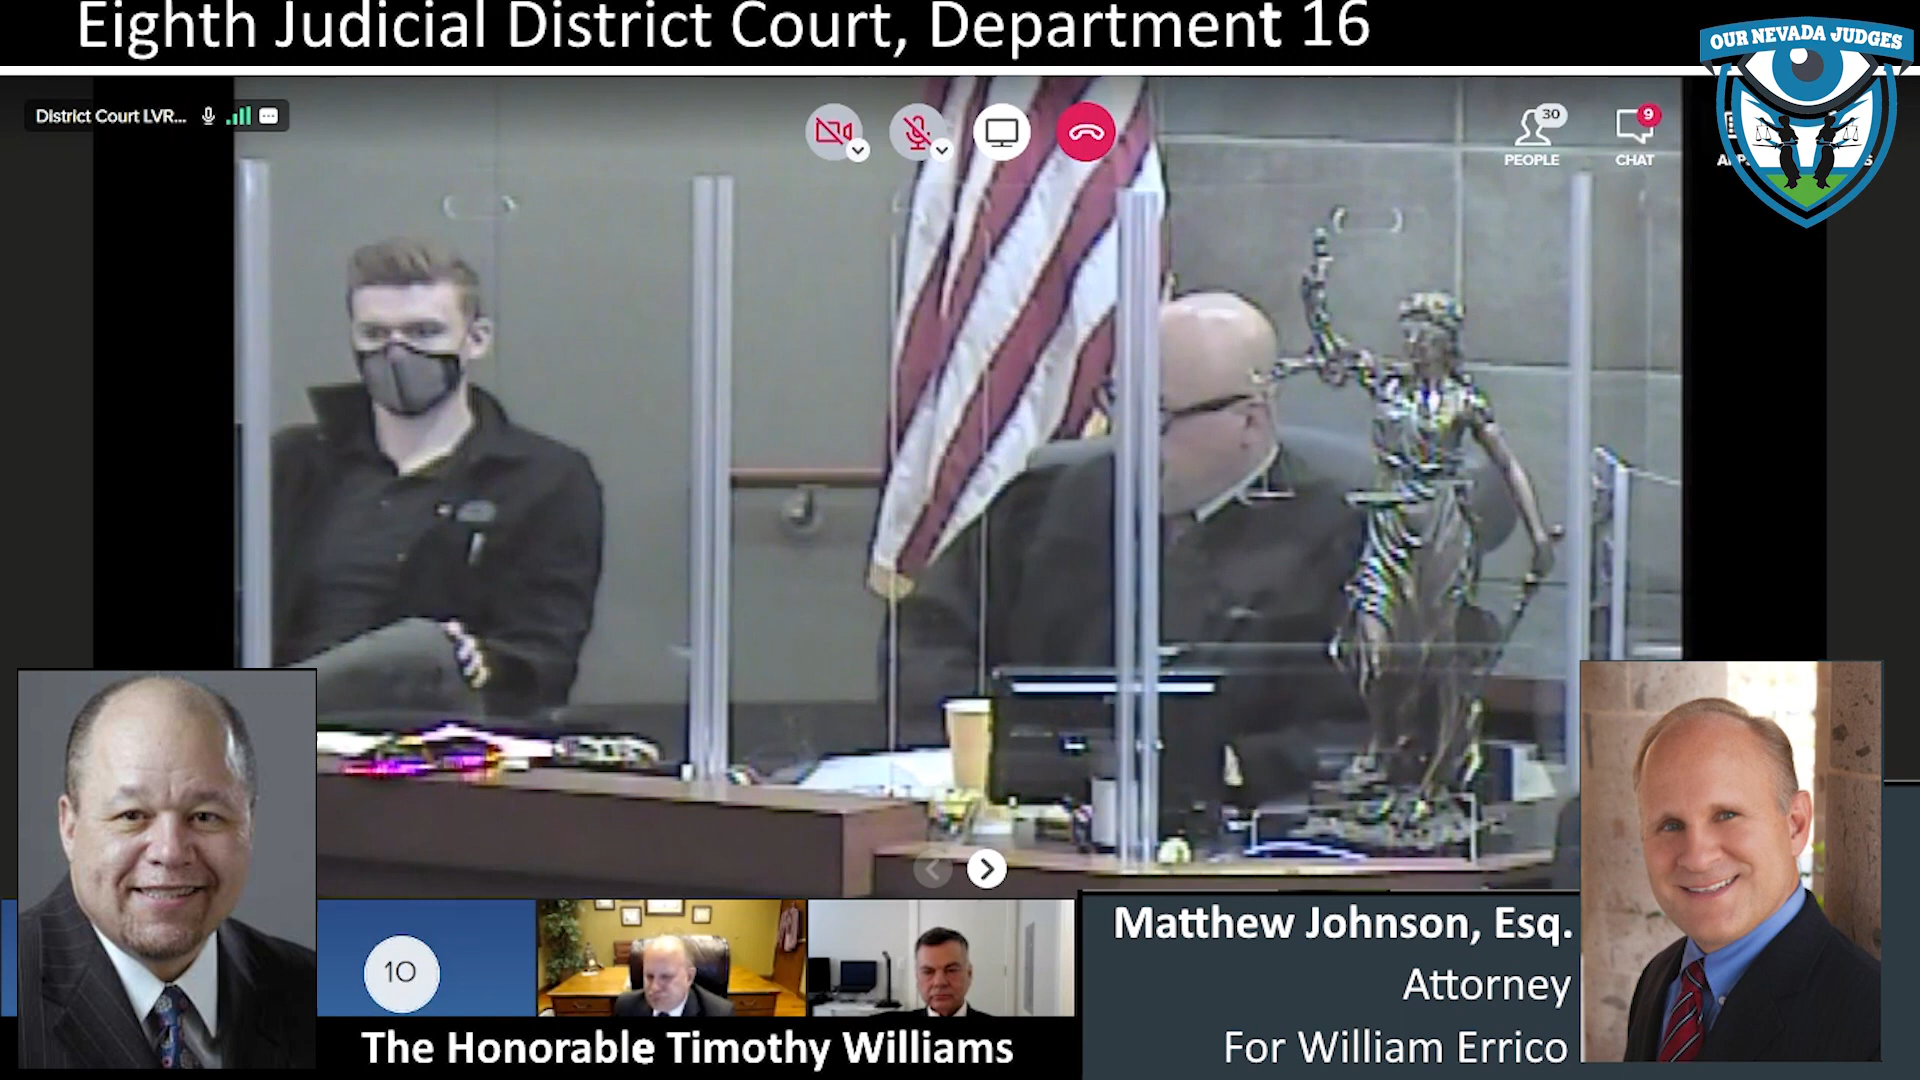 Eighth Judicial District Court, Department 16
OUR NEVADA JUDGES
District Court LVR...
30
PEOPLE
9
CHAT
10
The Honorable Timothy Williams
Matthew Johnson, Esq.
Attorney
For William Errico